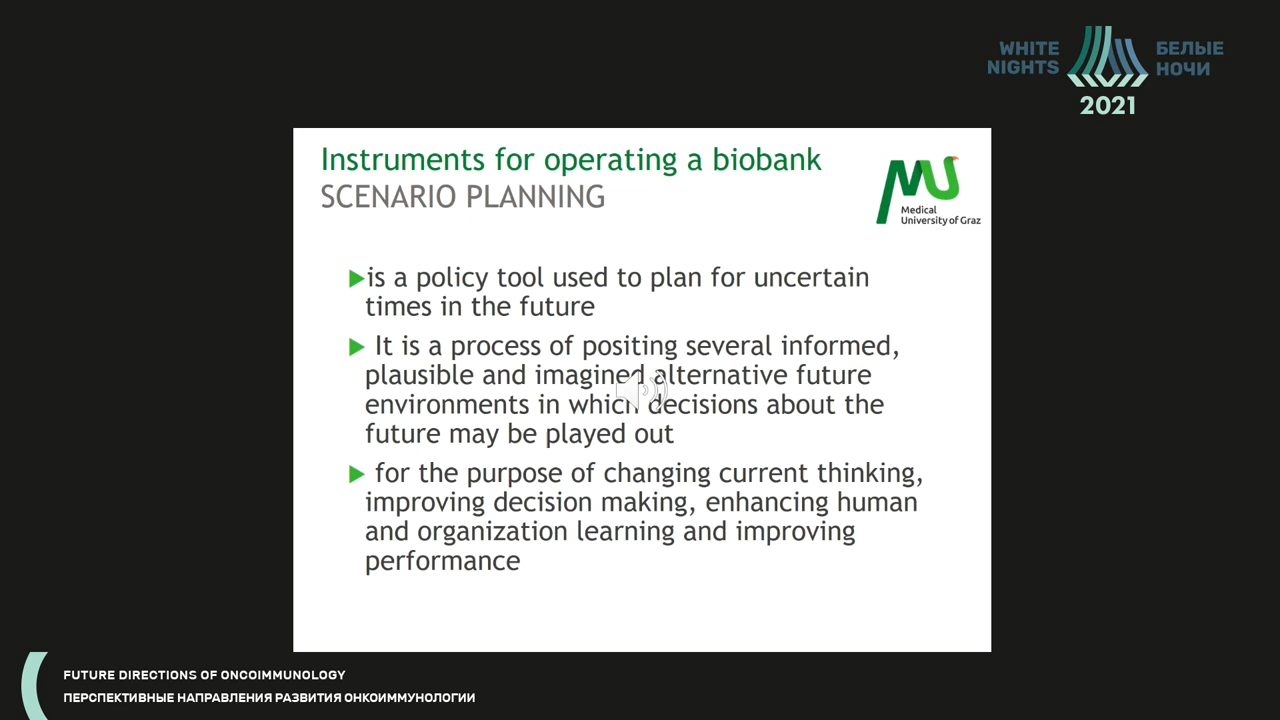 WHITE NIGHTS
БЕЛЫЕ НОЧИ
2021
Instruments for operating a biobank
SCENARIO PLANNING
MU
Medical
University of Graz
is a policy tool used to plan for uncertain
times in the future
It is a process of positing several informed,
plausible and imagined alternative future
environments in which decisions about the
future may be played out
for the purpose of changing current thinking,
improving decision making, enhancing human
and organization learning and improving
performance
FUTURE DIRECTIONS OF ONCOIMMUNOLOGY
ПЕРСПЕКТИВНЫЕ НАПРАВЛЕНИЯ РАЗВИТИЯ ОНКОИММУНОЛОГИИ